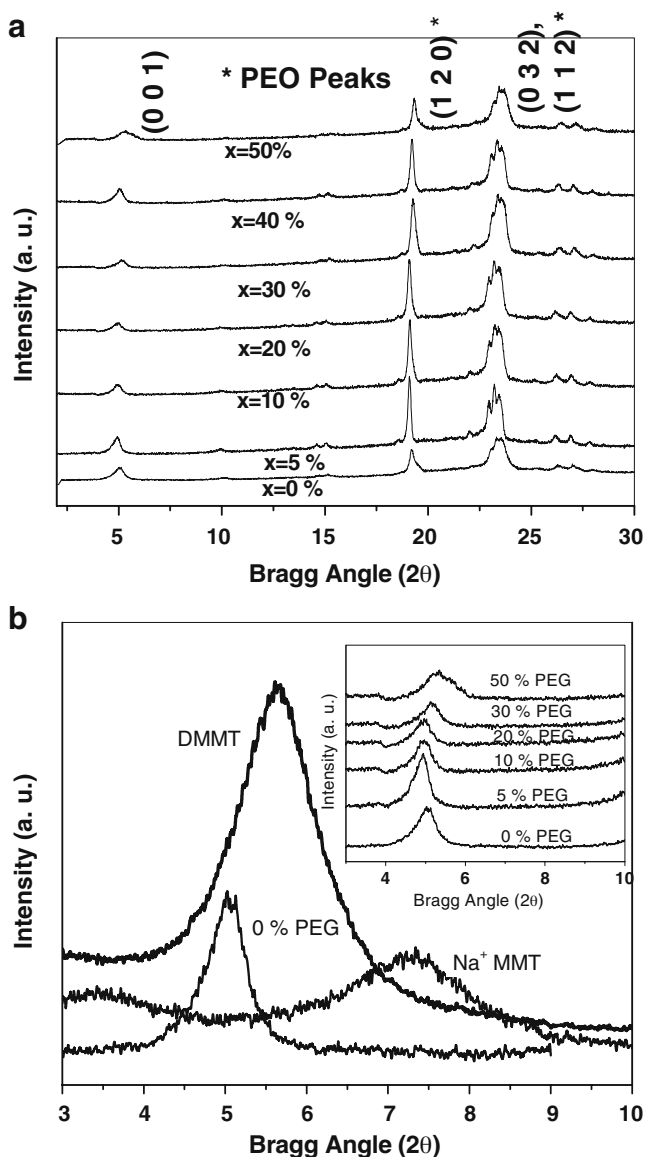 a
(0 0 1)
* PEO Peaks
(1 2 0) *
(0 3 2),
(1 1 2) *
x=50%
x=40 %
x=30 %
x=20 %
x=10 %
x=5 %
x=0 %
Intensity (a. u.)
5 10 15 20 25 30
Bragg Angle (2θ)
b
DMMT
0 % PEG
Na⁺ MMT
Intensity (a. u.)
3 4 5 6 7 8 9 10
Bragg Angle (2θ)
50 % PEG
30 % PEG
20 % PEG
10 % PEG
5 % PEG
0 % PEG
Intensity (a. u.)
4 6 8 10
Bragg Angle (2θ)